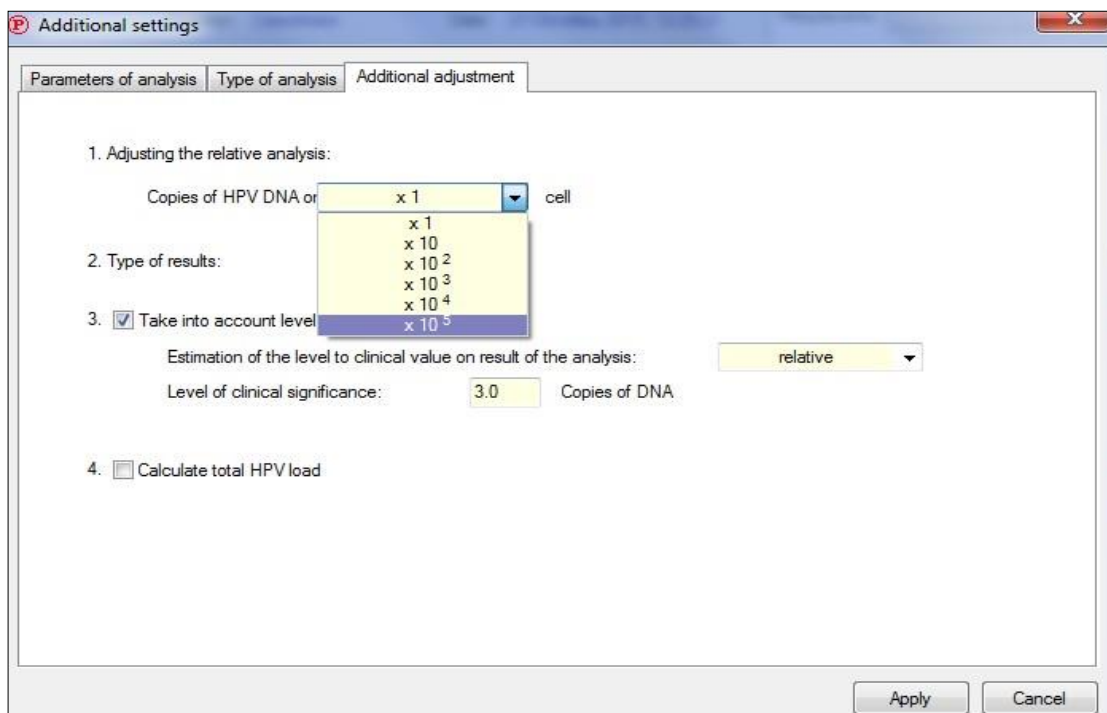 P Additional settings
x
Parameters of analysis Type of analysis Additional adjustment
1. Adjusting the relative analysis:
Copies of HPV DNA or x 1 cell
x 1
x 10
2. Type of results: x 10 2
x 10 3
x 10 4
3. Take into account level
x 10 5
Estimation of the level to clinical value on result of the analysis: relative
Level of clinical significance: 3.0 Copies of DNA
4. Calculate total HPV load
Apply Cancel